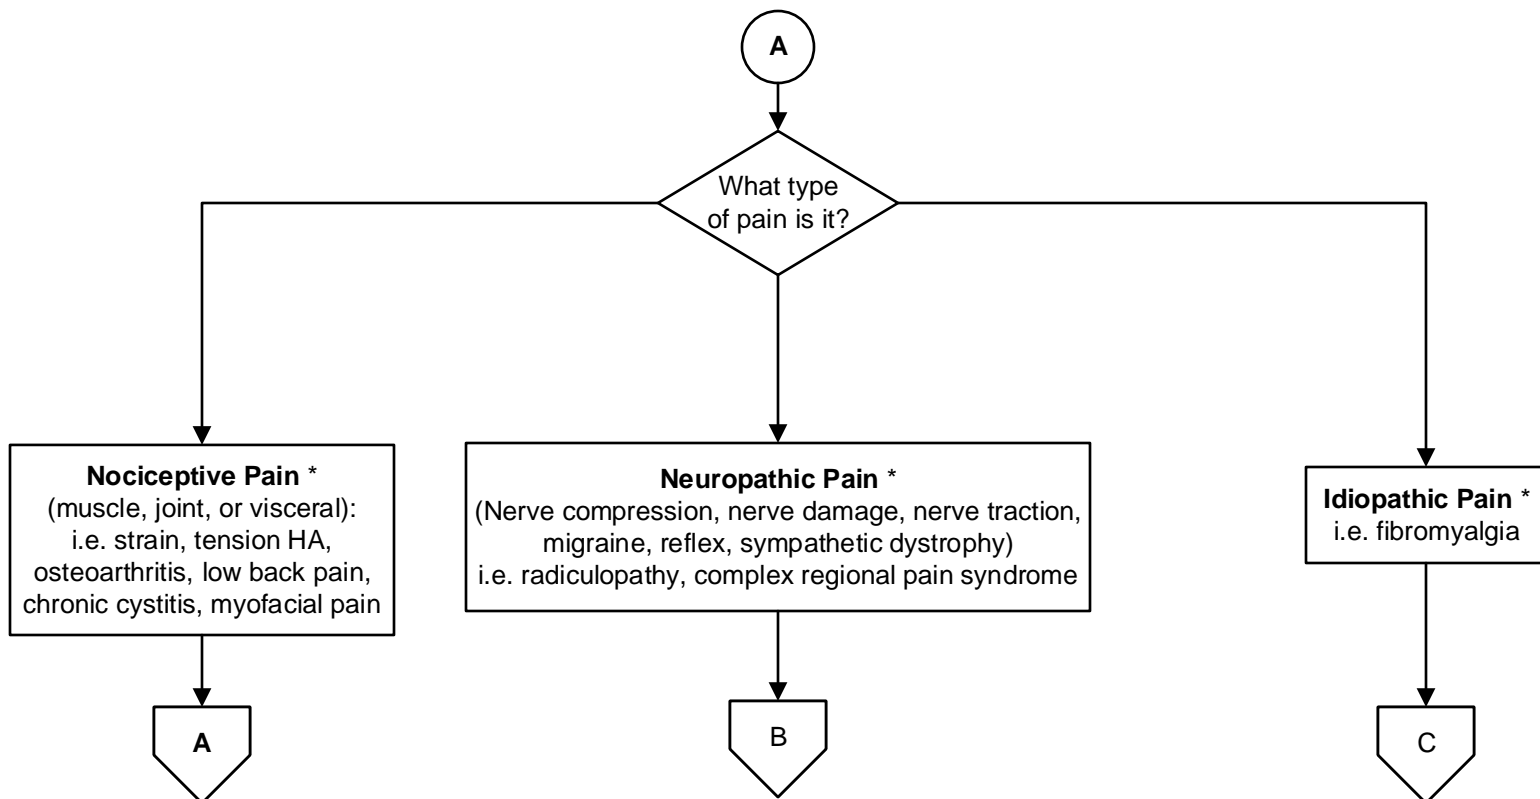 A
What type
of pain is it?
Nociceptive Pain *
(muscle, joint, or visceral):
i.e. strain, tension HA,
osteoarthritis, low back pain,
chronic cystitis, myofacial pain
Neuropathic Pain *
(Nerve compression, nerve damage, nerve traction,
migraine, reflex, sympathetic dystrophy)
i.e. radiculopathy, complex regional pain syndrome
Idiopathic Pain *
i.e. fibromyalgia
A
B
C